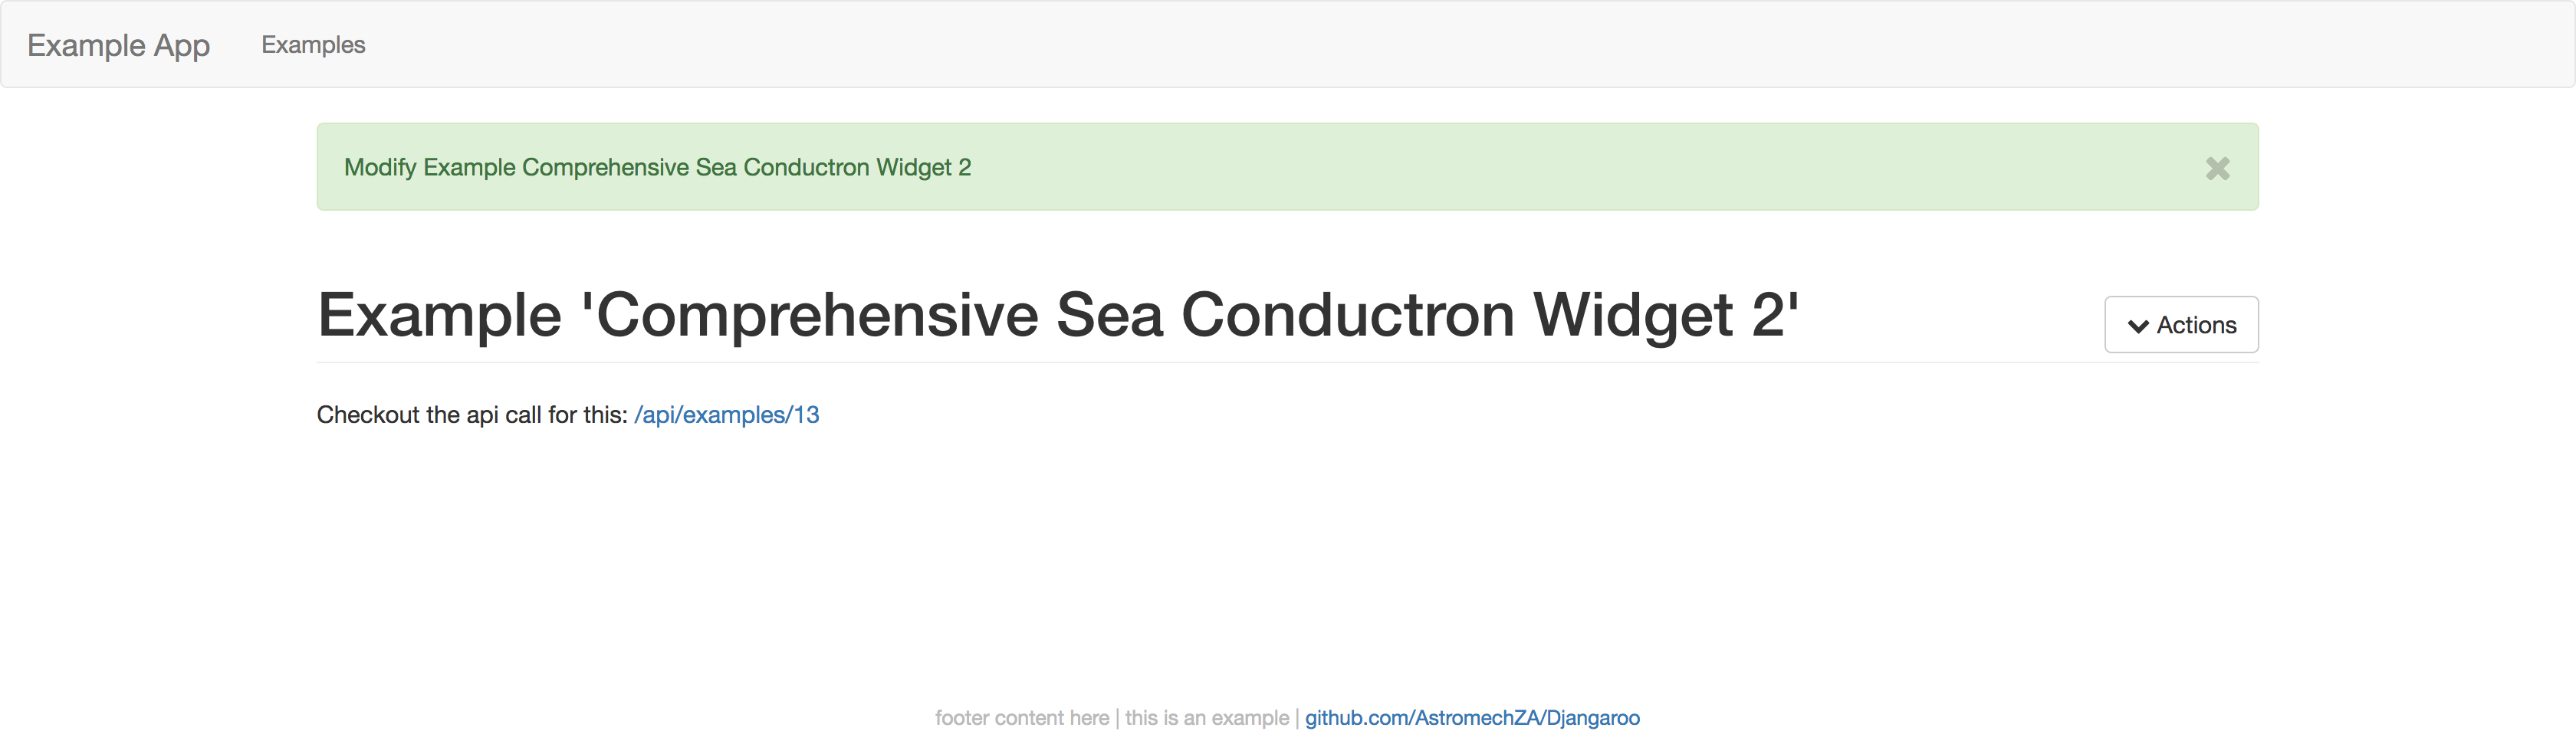 Example App Examples
Modify Example Comprehensive Sea Conductron Widget 2
Example 'Comprehensive Sea Conductron Widget 2'
Actions
Checkout the api call for this: /api/examples/13
footer content here | this is an example | github.com/AstromechZA/Djangaroo